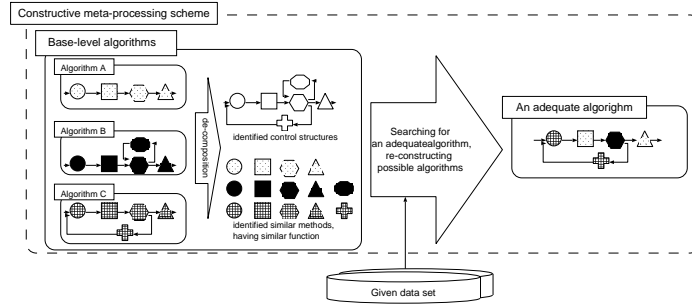 Constructive meta-processing scheme
Base-level algorithms
Algorithm A
Algorithm B
Algorithm C
de-composition
identified control structures
identified similar methods,
having similar function
Searching for
an adequatealgorithm,
re-constructing
possible algorithms
An adequate algorighm
Given data set